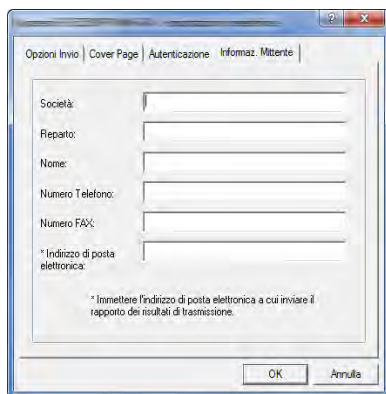 Opzioni Invio Cover Page Autenticazione Informaz. Mittente
Società:
Reparto:
Nome:
Numero Telefono:
Numero FAX:
* Indirizzo di posta
elettronica:
* Immettere l'indirizzo di posta elettronica a cui inviare il
rapporto dei risultati di trasmissione.
OK Annulla